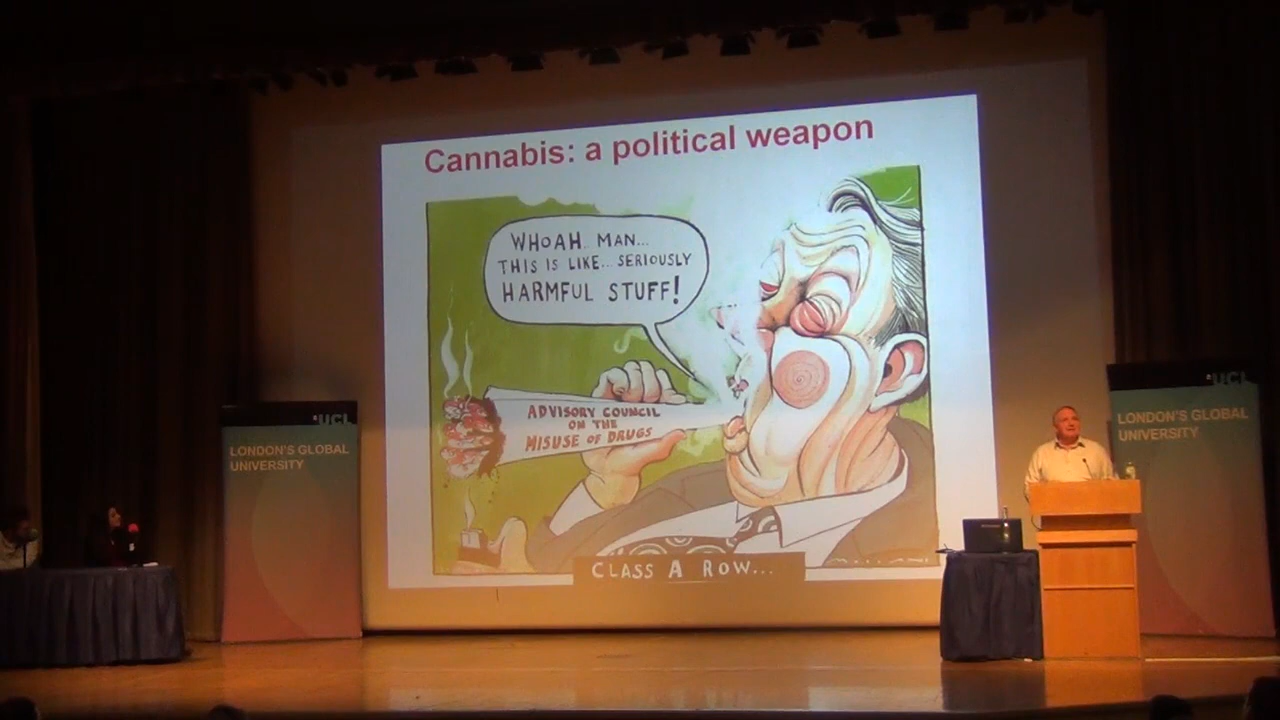 Cannabis: a political weapon
WHOAH.. MAN...
THIS IS LIKE... SERIOUSLY
HARMFUL STUFF!
ADVISORY COUNCIL
ON THE
MISUSE OF DRUGS
CLASS A ROW...
UCL
LONDON'S GLOBAL
UNIVERSITY
UCL
LONDON'S GLOBAL
UNIVERSITY